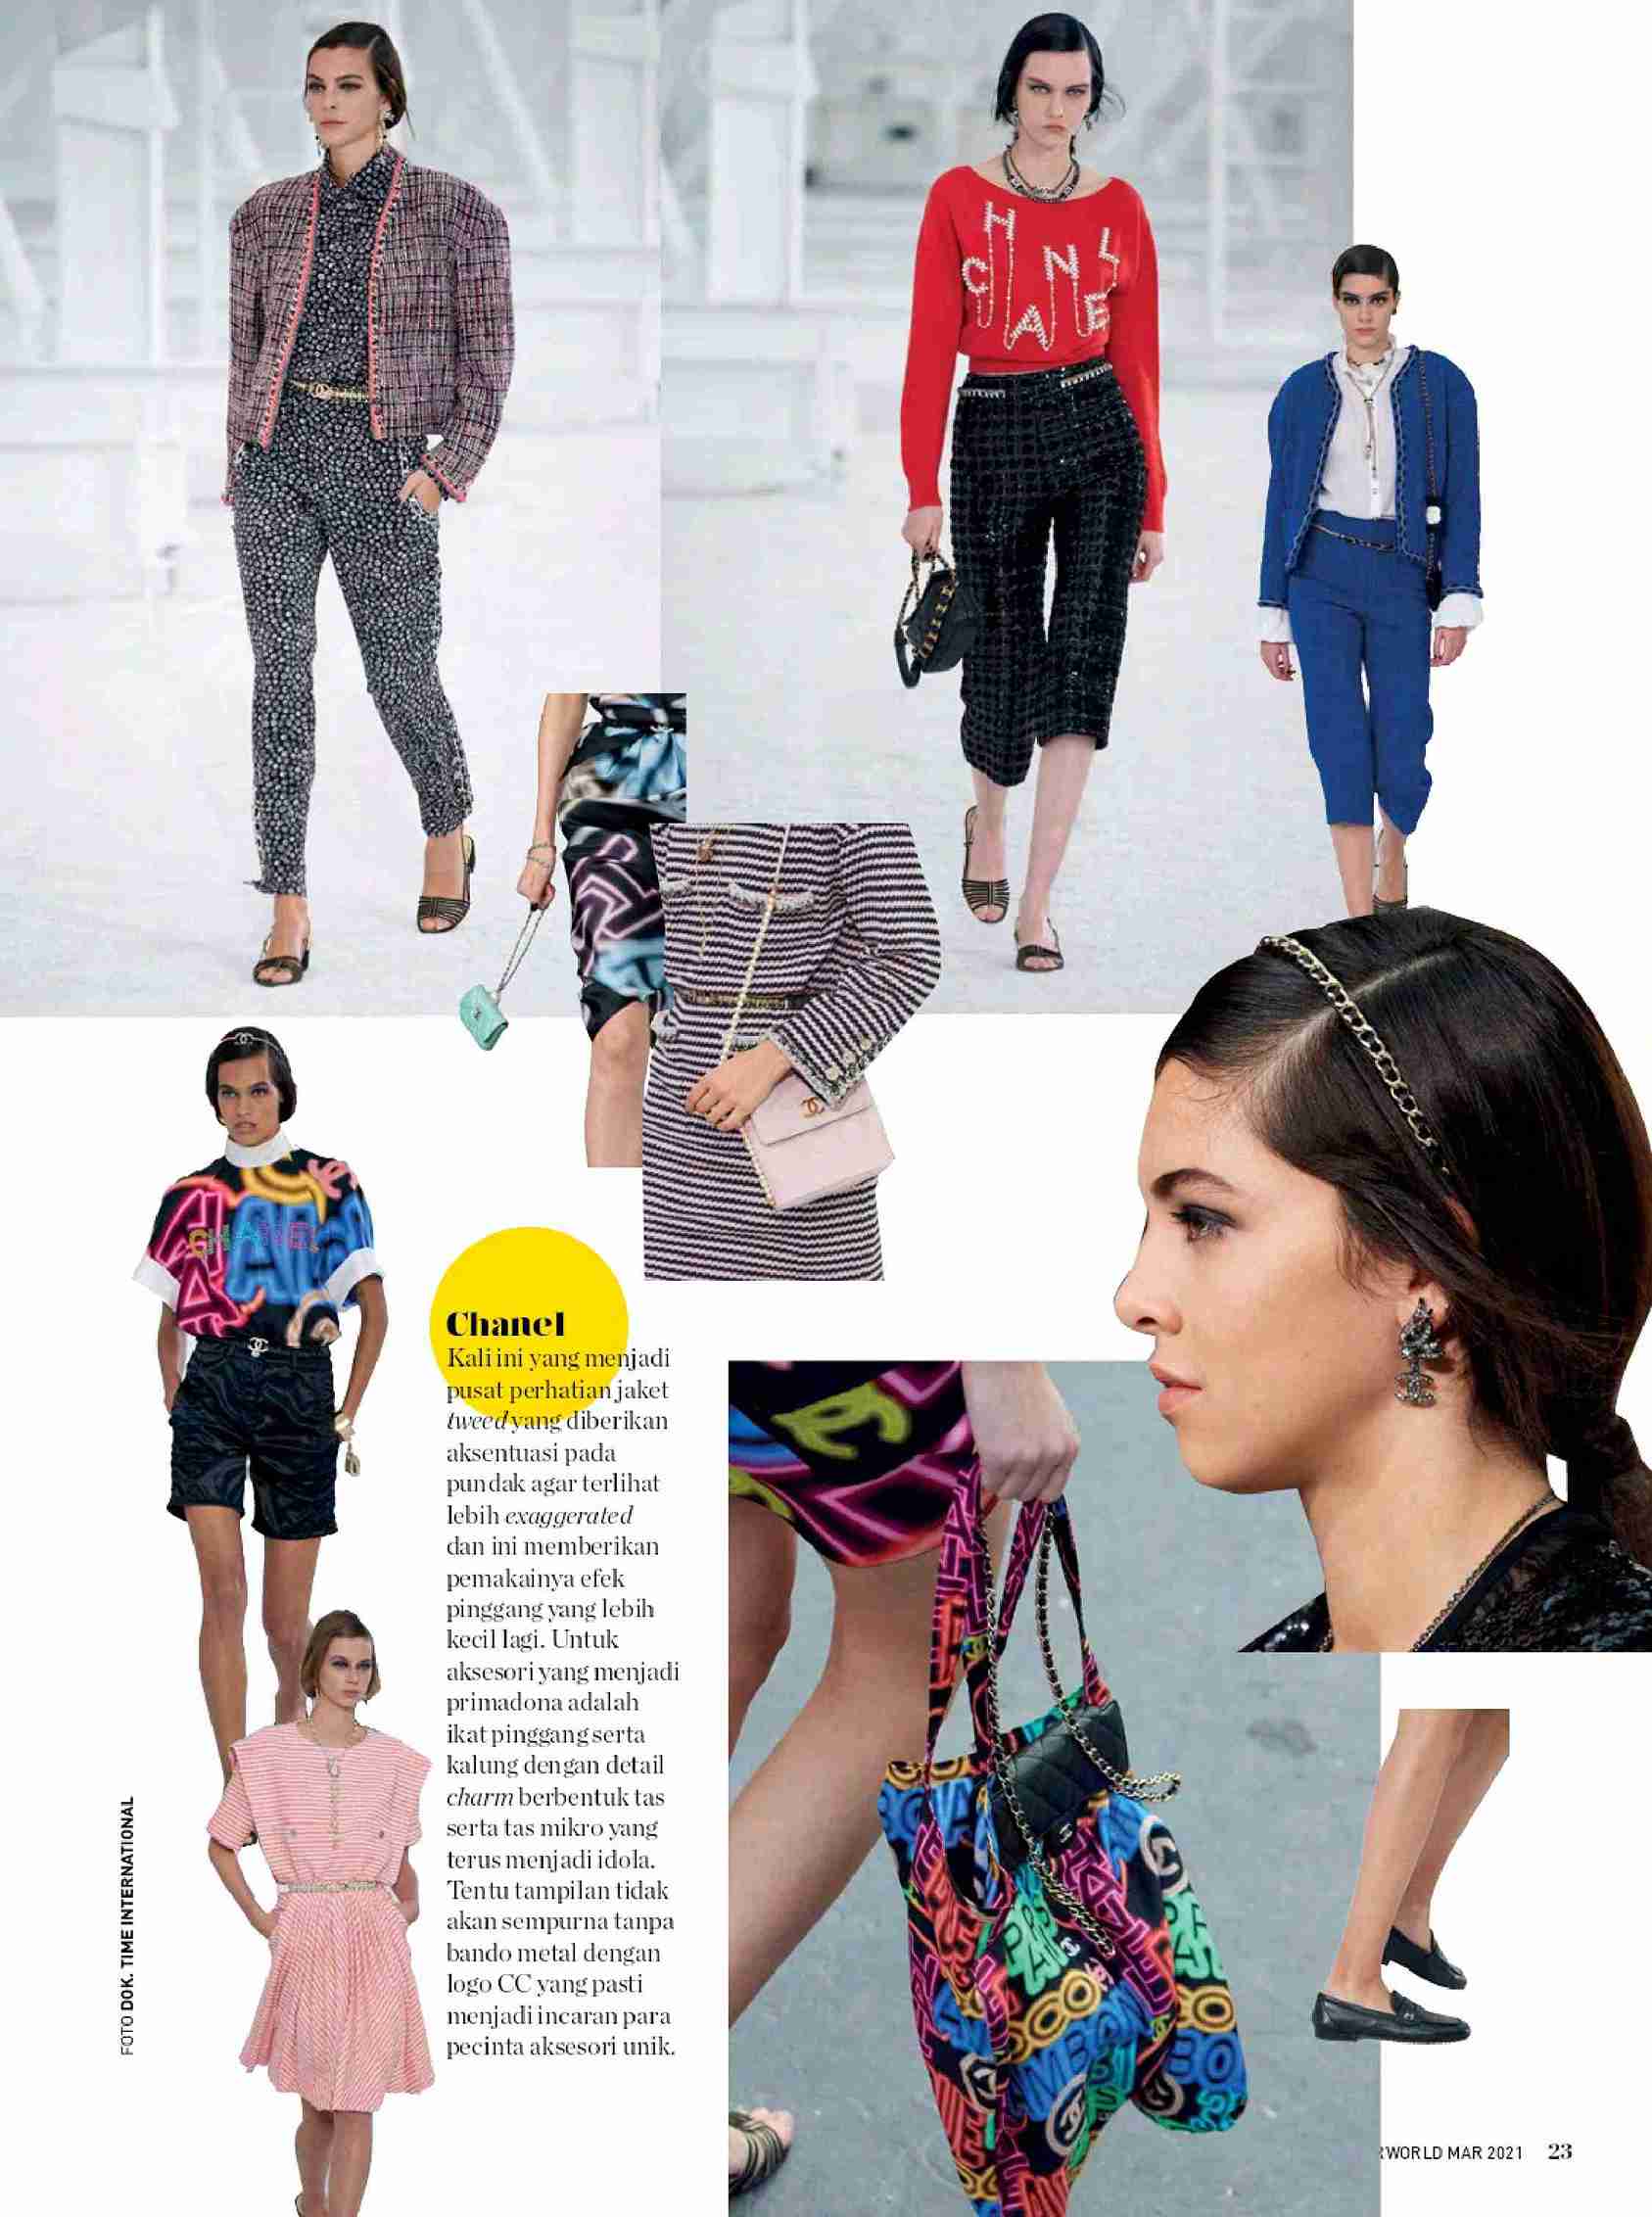 H
C N L
A E
CHANEL
Chanel
Kali ini yang menjadi
pusat perhatian jaket
tweed yang diberikan
aksentuasi pada
pundak agar terlihat
lebih exaggerated
dan ini memberikan
pemakainya efek
pinggang yang lebih
kecil lagi. Untuk
aksesori yang menjadi
primadona adalah
ikat pinggang serta
kalung dengan detail
charm berbentuk tas
serta tas mikro yang
terus menjadi idola.
Tentu tampilan tidak
akan sempurna tanpa
bando metal dengan
logo CC yang pasti
menjadi incaran para
pecinta aksesori unik.
FOTO DOK. TIME INTERNATIONAL
WORLD MAR 2021 23